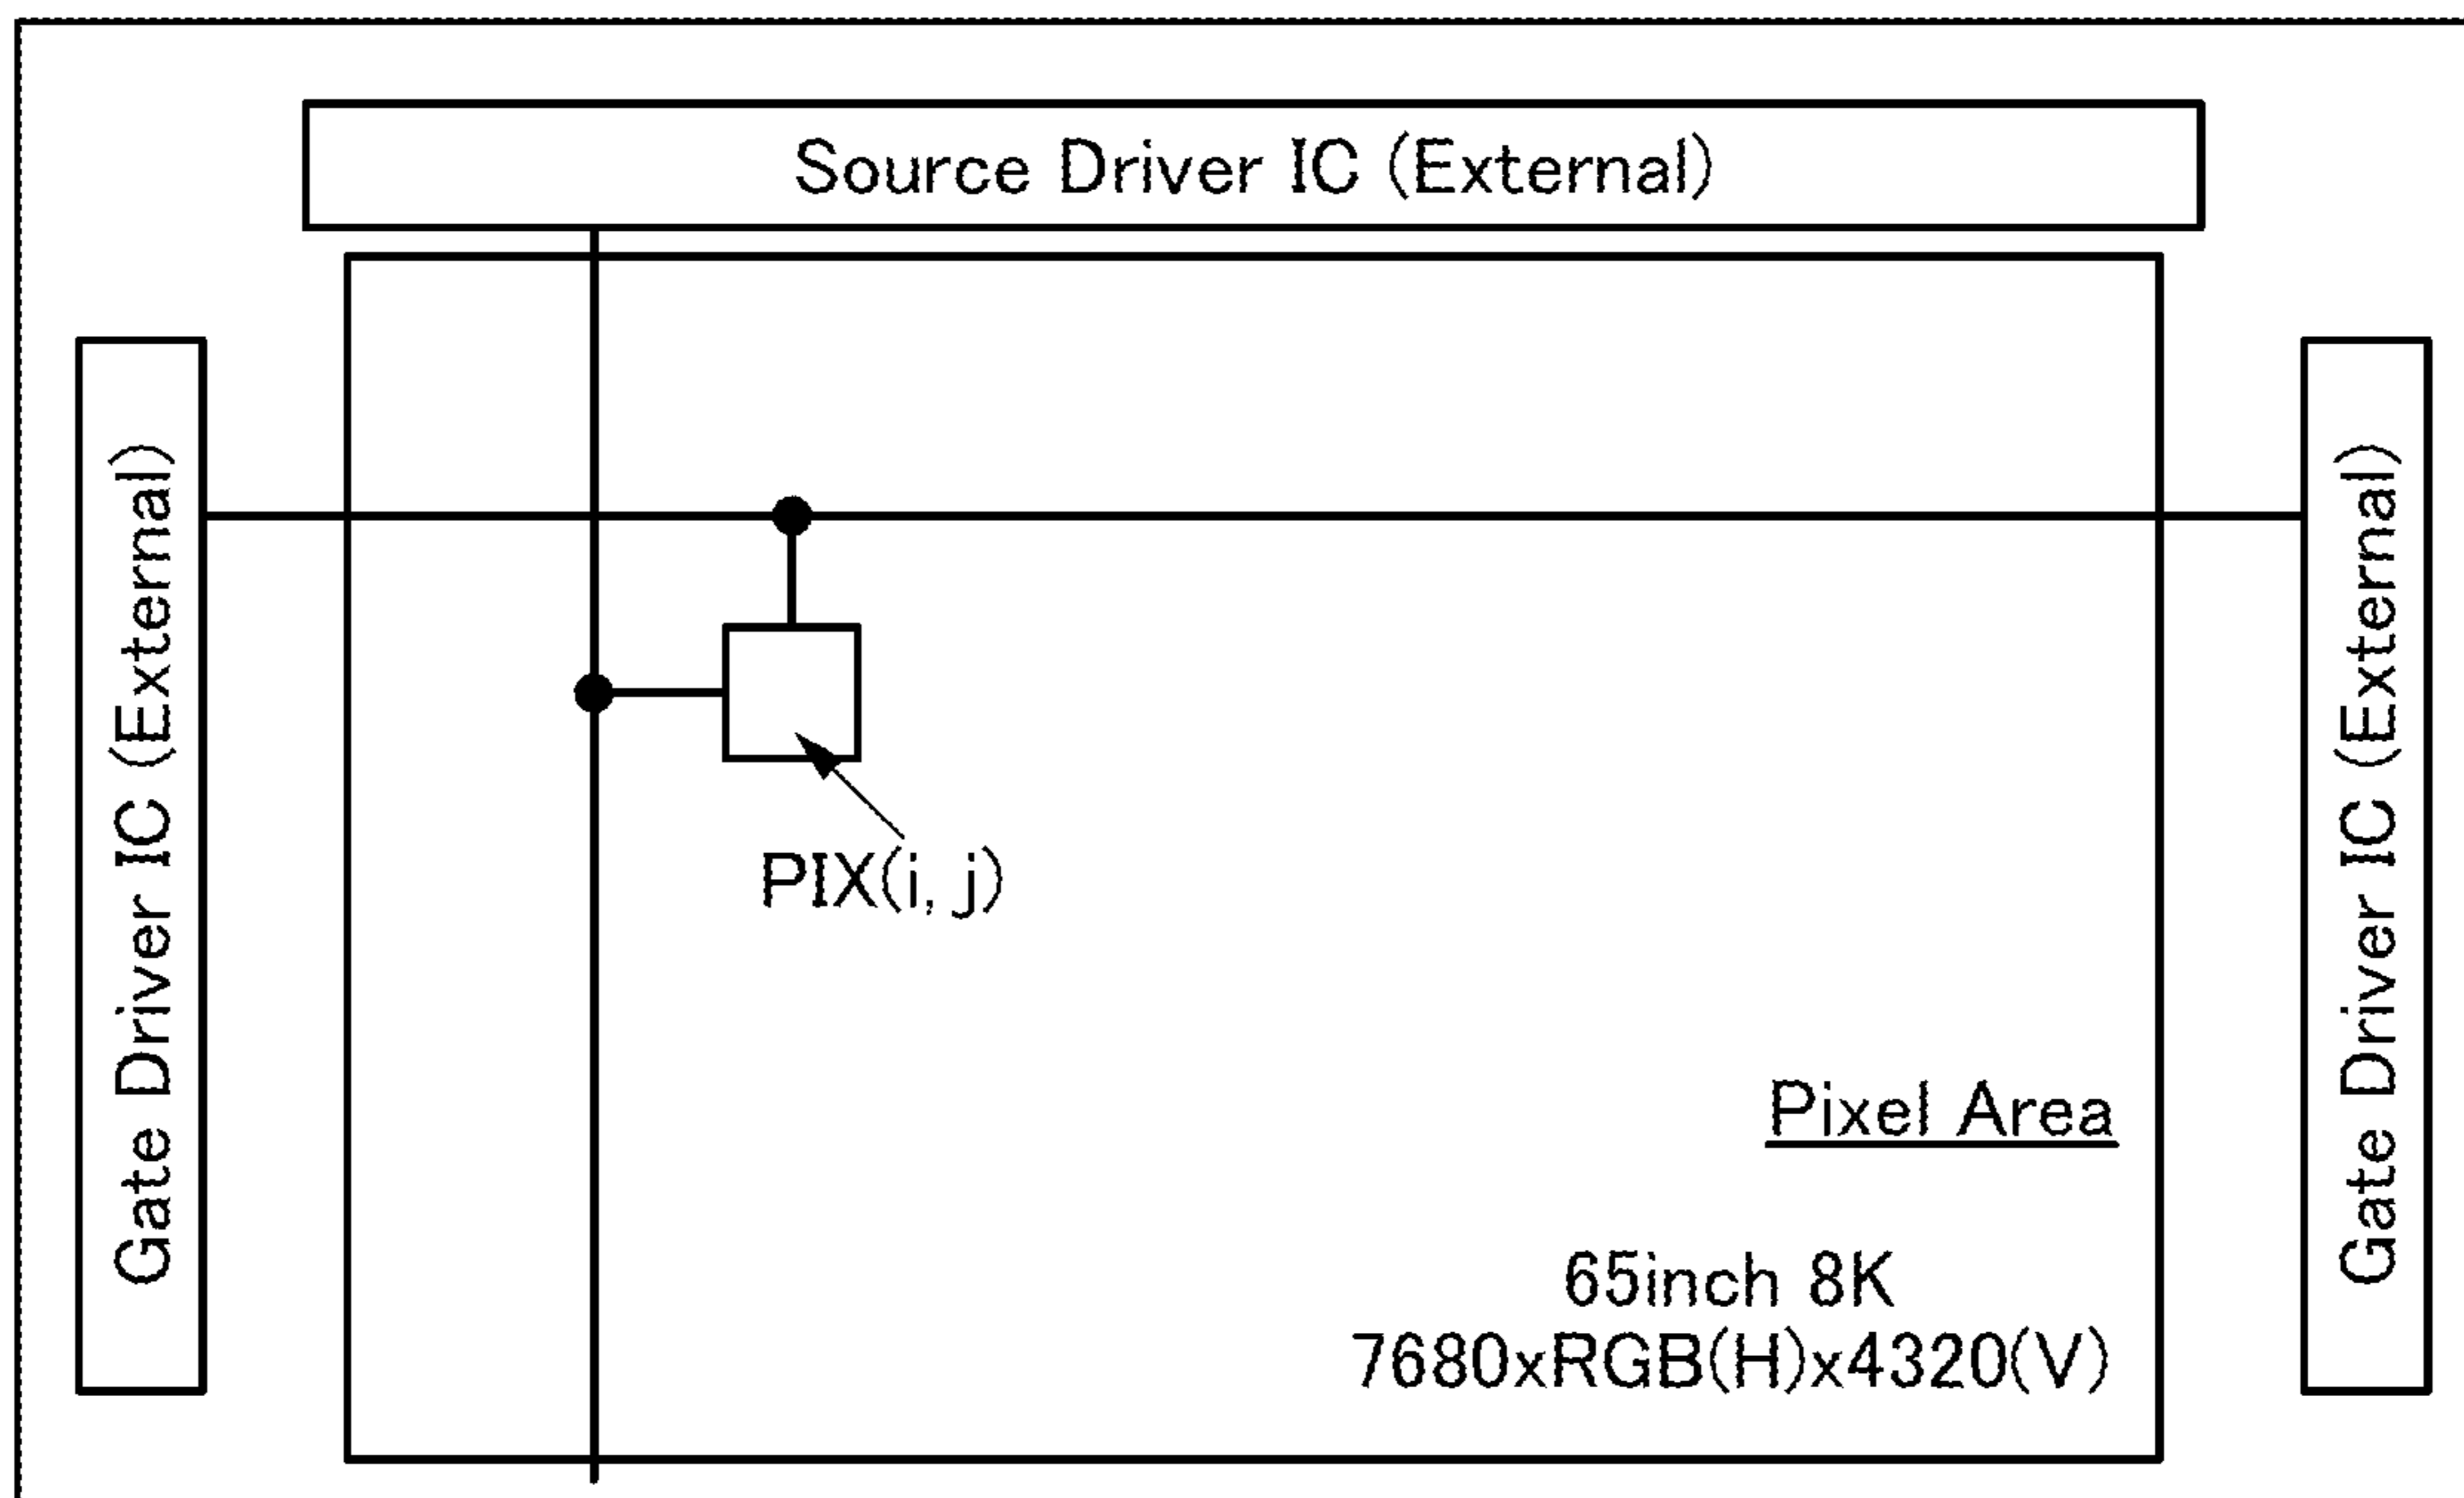 Source Driver IC (External)
Gate Driver IC (External)
Gate Driver IC (External)
PIX(i, j)
Pixel Area
65inch 8K
7680xRGB(H)x4320(V)